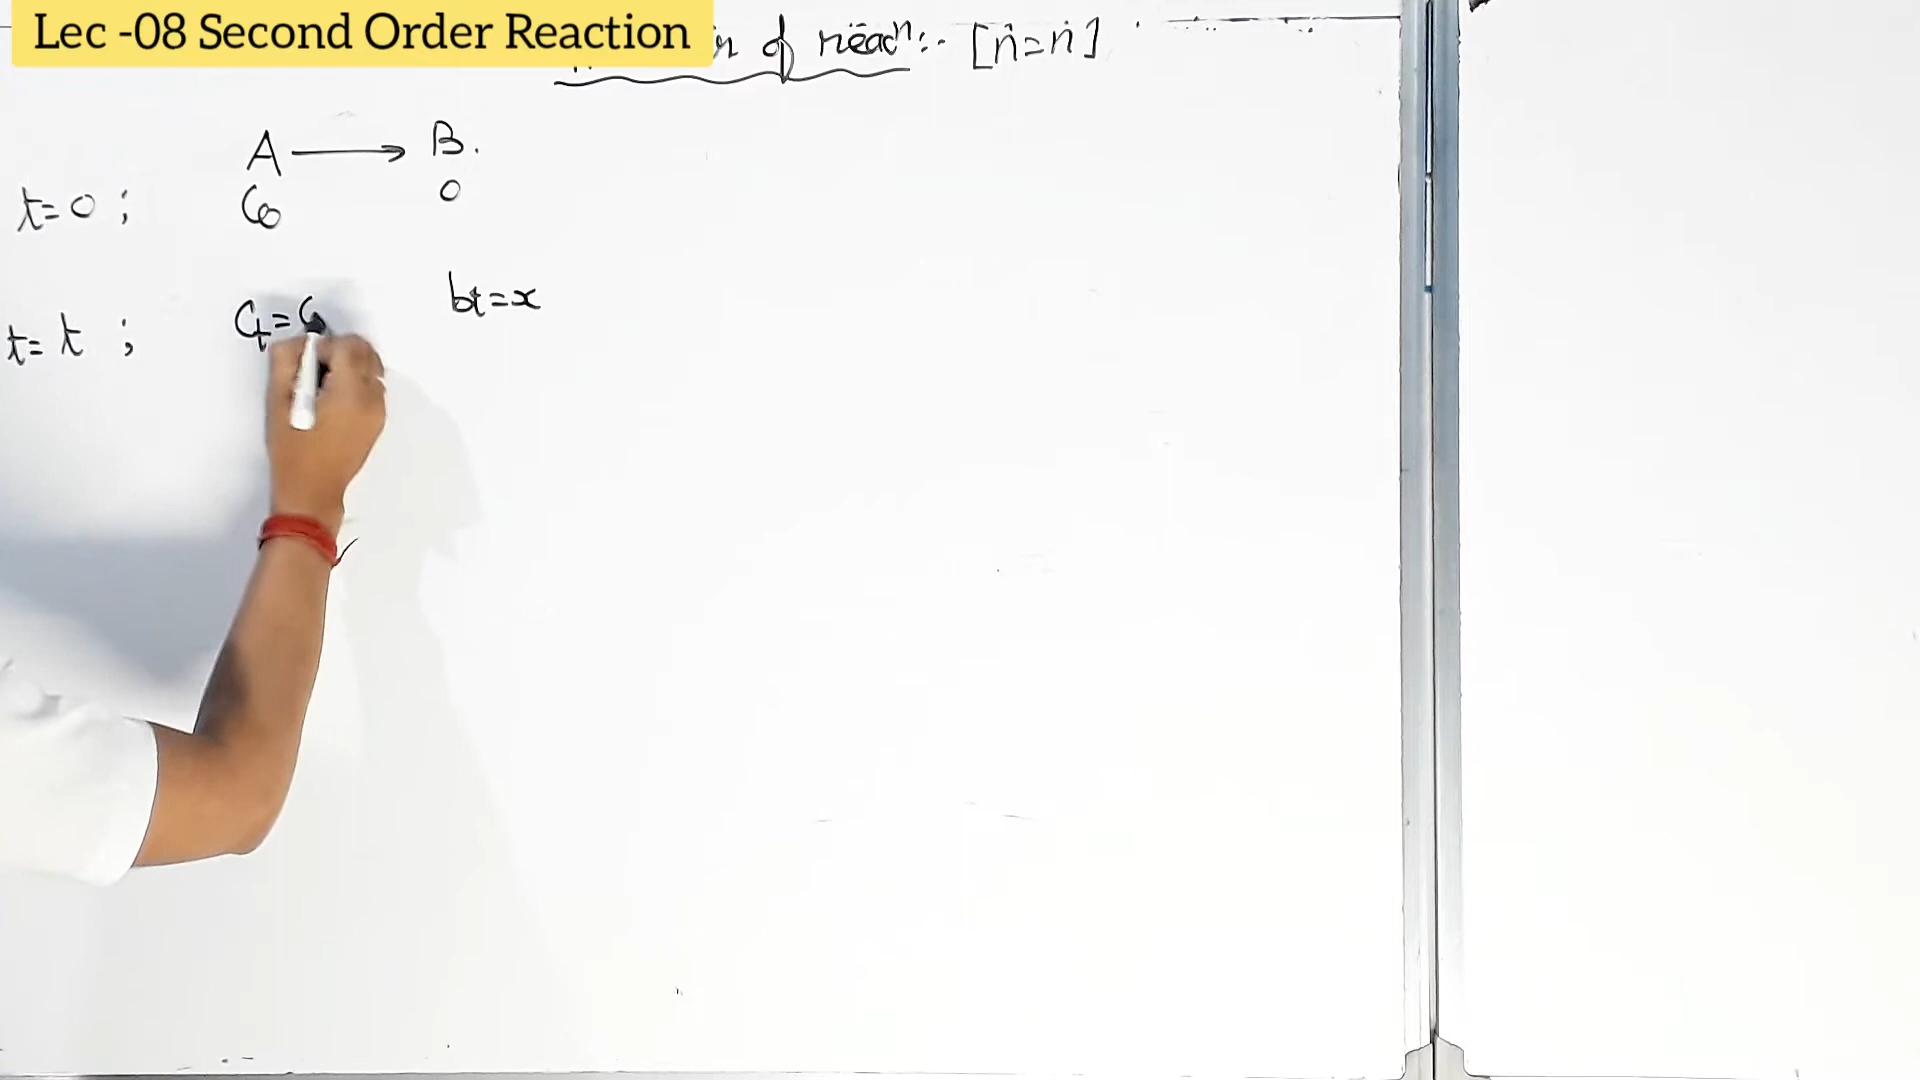 Lec -08 Second Order Reaction
of reacⁿ:- [n=n]
A ⟶ B.
t=0 ; C₀ 0
t=t ; Cₜ=C bt=x